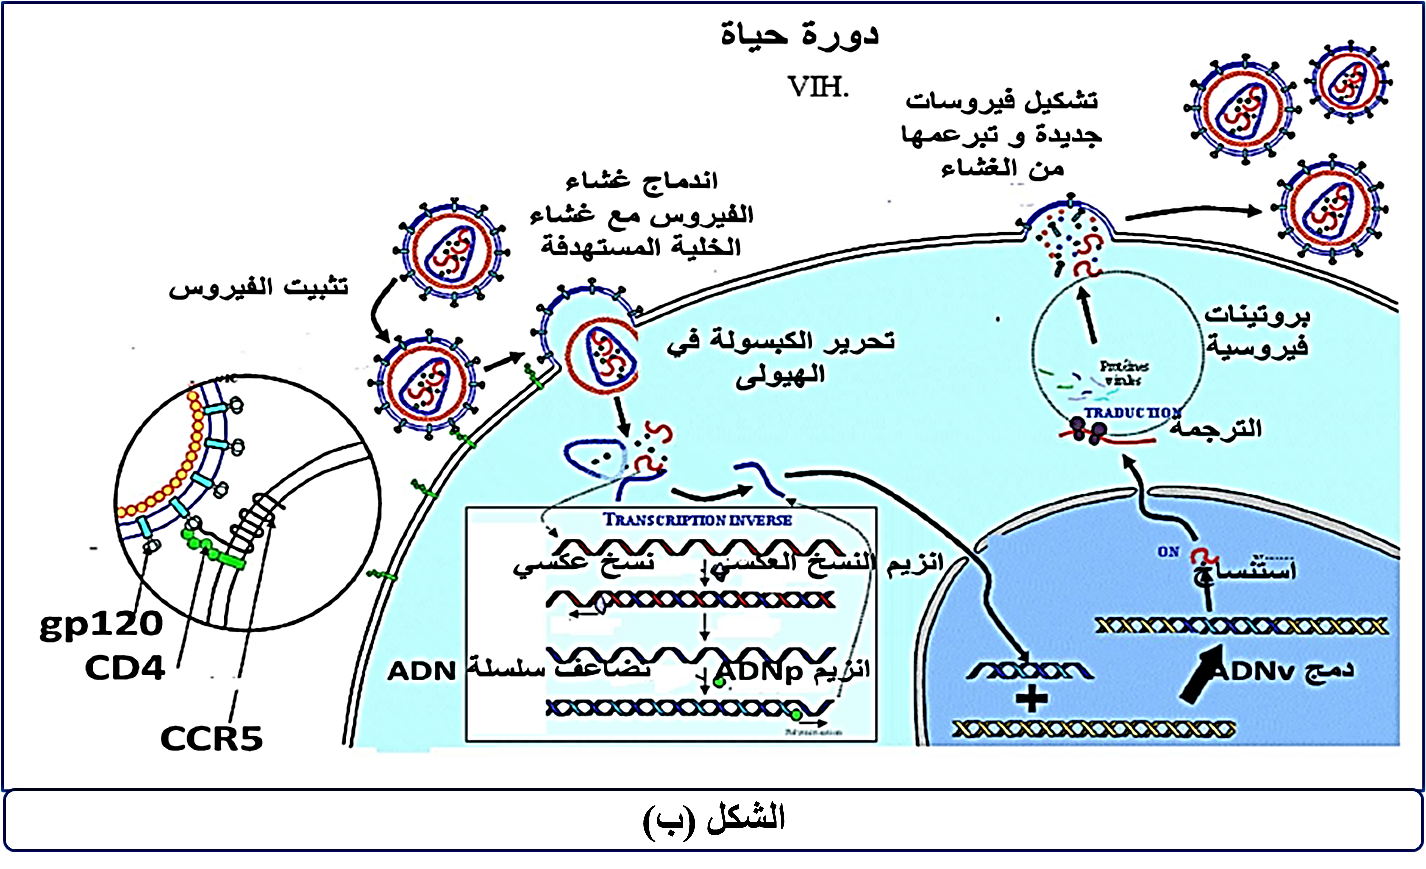 دورة حياة
VIH.
تشكيل فيروسات
جديدة و تبرعمها
من الغشاء
اندماج غشاء
الفيروس مع غشاء
الخلية المستهدفة
تثبيت الفيروس
بروتينات
فيروسية
تحرير الكبسولة في
الهيولى
Protéines
virales
TRADUCTION
الترجمة
TRANSCRIPTION INVERSE
انزيم النسخ العكسي
نسخ عكسي
ON
استنساخ
gp120
CD4
CCR5
انزيم ADNp
تضاعف سلسلة ADN
دمج ADNv
+
الشكل (ب)